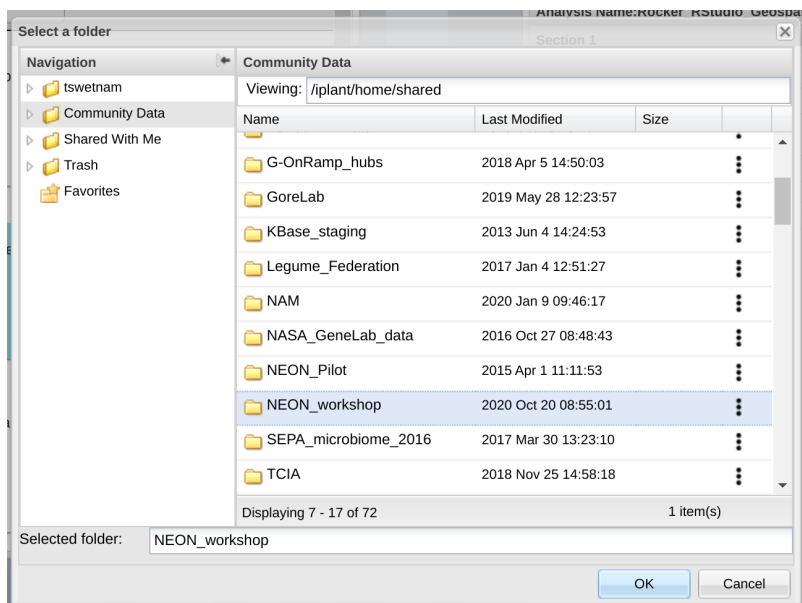 Analysis Name:Rocker RStudio Geospa
Select a folder
Section 1
Navigation
Community Data
tswetnam
Community Data
Shared With Me
Trash
Favorites
Viewing: /iplant/home/shared
Name Last Modified Size
G-OnRamp_hubs 2018 Apr 5 14:50:03
GoreLab 2019 May 28 12:23:57
KBase_staging 2013 Jun 4 14:24:53
Legume_Federation 2017 Jan 4 12:51:27
NAM 2020 Jan 9 09:46:17
NASA_GeneLab_data 2016 Oct 27 08:48:43
NEON_Pilot 2015 Apr 1 11:11:53
NEON_workshop 2020 Oct 20 08:55:01
SEPA_microbiome_2016 2017 Mar 30 13:23:10
TCIA 2018 Nov 25 14:58:18
Displaying 7 - 17 of 72 1 item(s)
Selected folder: NEON_workshop
OK Cancel